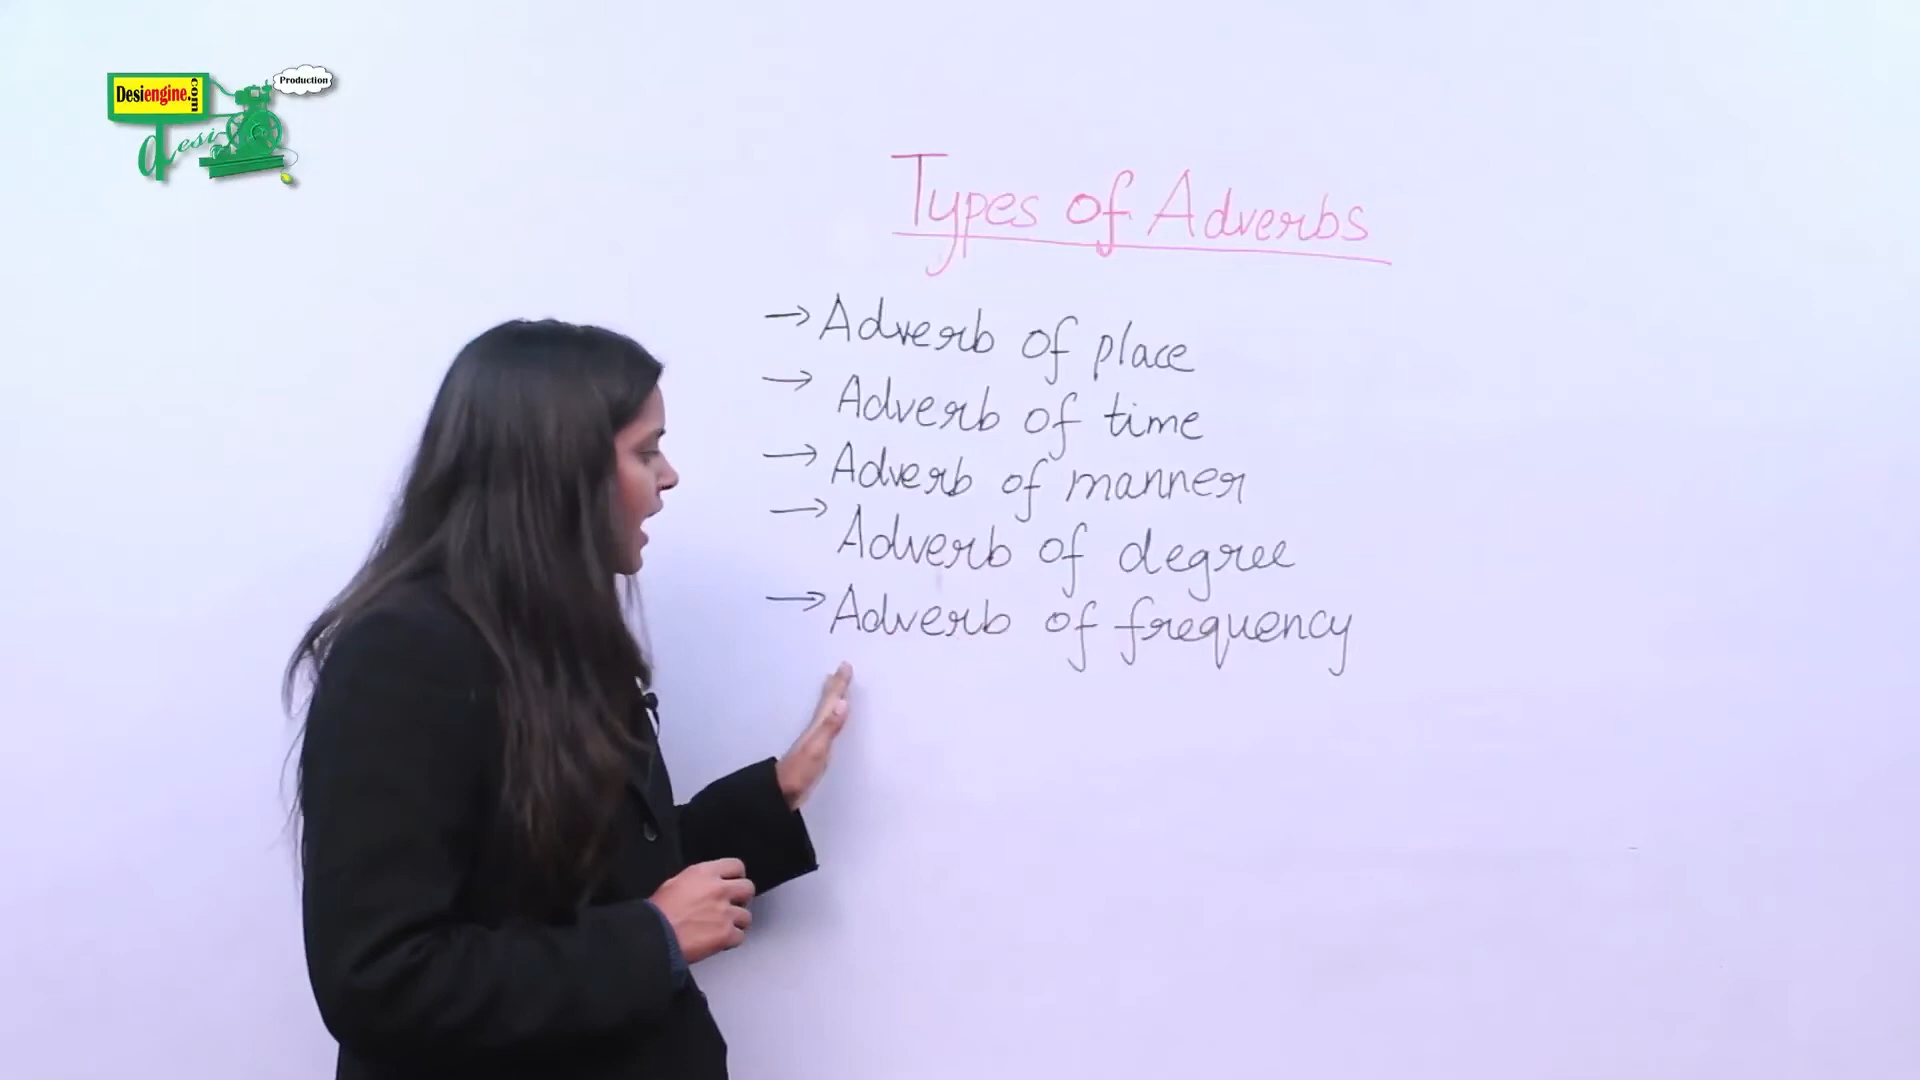 Desiengine.com
Production
desi
Types of Adverbs
→ Adverb of place
→ Adverb of time
→ Adverb of manner
→ Adverb of degree
→ Adverb of frequency